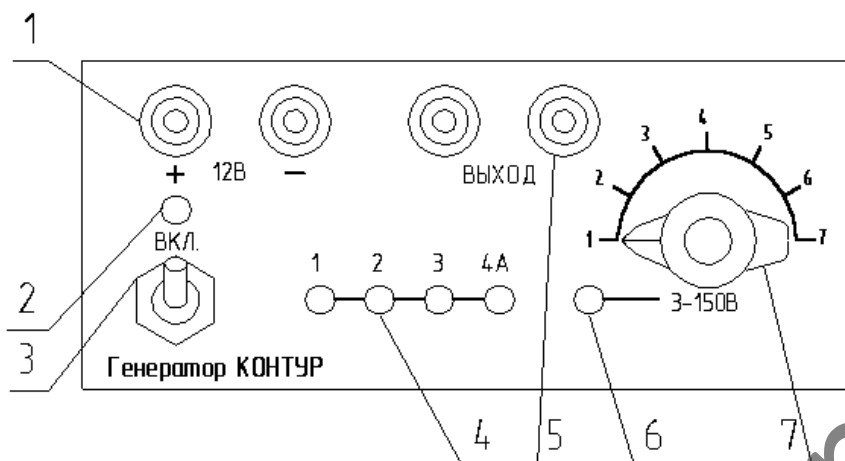 1
4
3 5
+ 12В − ВЫХОД
2 6
ВКЛ. 1 7
1 2 3 4А
2
3-150В
3
Генератор КОНТУР
4 5 6 7